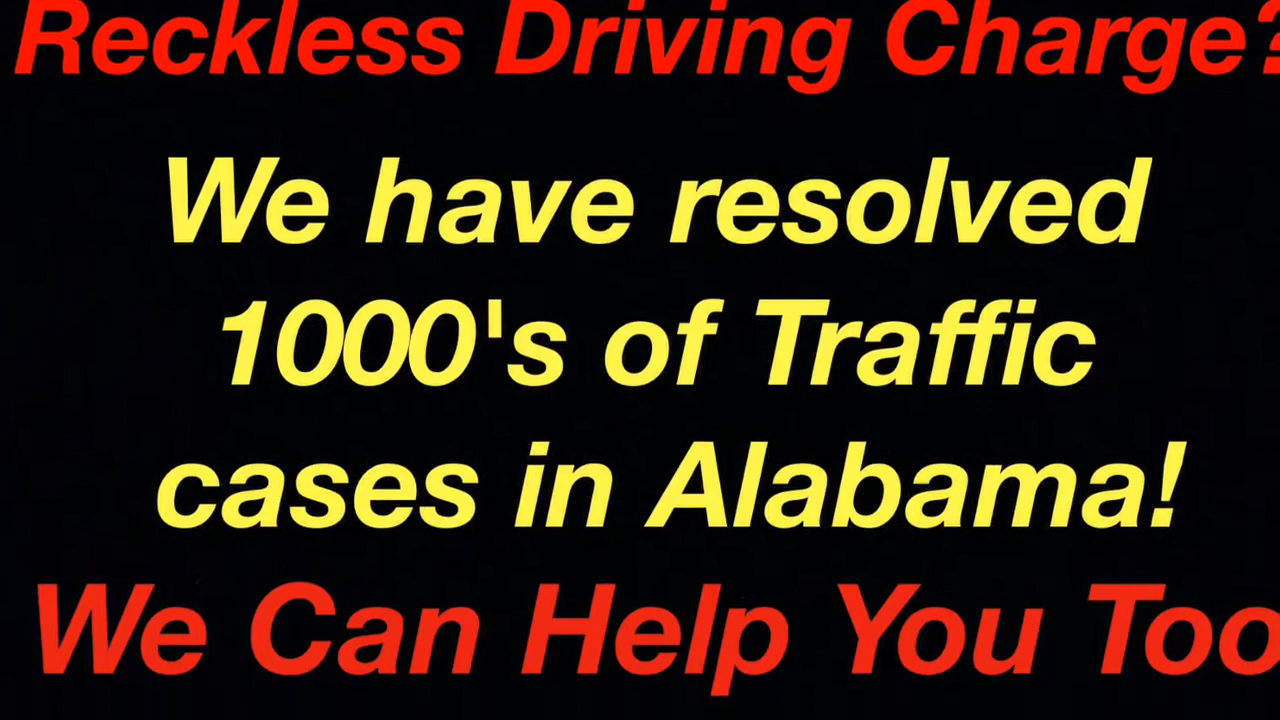 Reckless Driving Charge?
We have resolved
1000's of Traffic
cases in Alabama!
We Can Help You Too